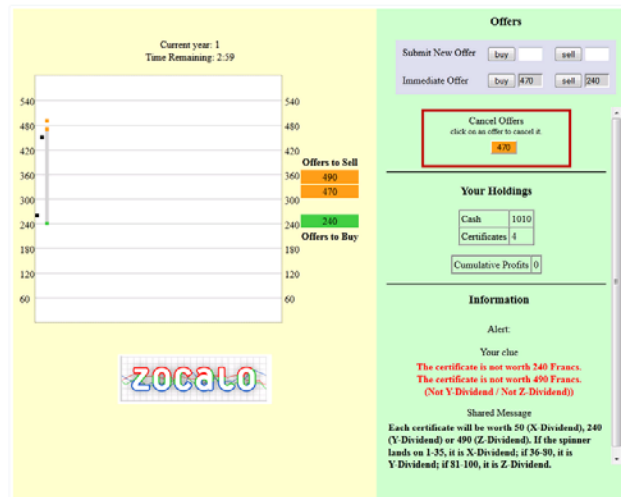 Offers
Current year: 1
Time Remaining: 2:59
Submit New Offer buy sell
Immediate Offer buy 470 sell 240
540 540
480 480
420 420
360 360
300 300
240 240
180 180
120 120
60 60
Offers to Sell
490
470
240
Offers to Buy
Cancel Offers
click on an offer to cancel it
470
Your Holdings
Cash 1010
Certificates 4
Cumulative Profits 0
Information
Alert:
Your clue
The certificate is not worth 240 Francs.
The certificate is not worth 490 Francs.
(Not Y-Dividend / Not Z-Dividend))
Shared Message
Each certificate will be worth 50 (X-Dividend), 240
(Y-Dividend) or 490 (Z-Dividend). If the spinner
lands on 1-35, it is X-Dividend; if 36-80, it is
Y-Dividend; if 81-100, it is Z-Dividend.
ZOCALO